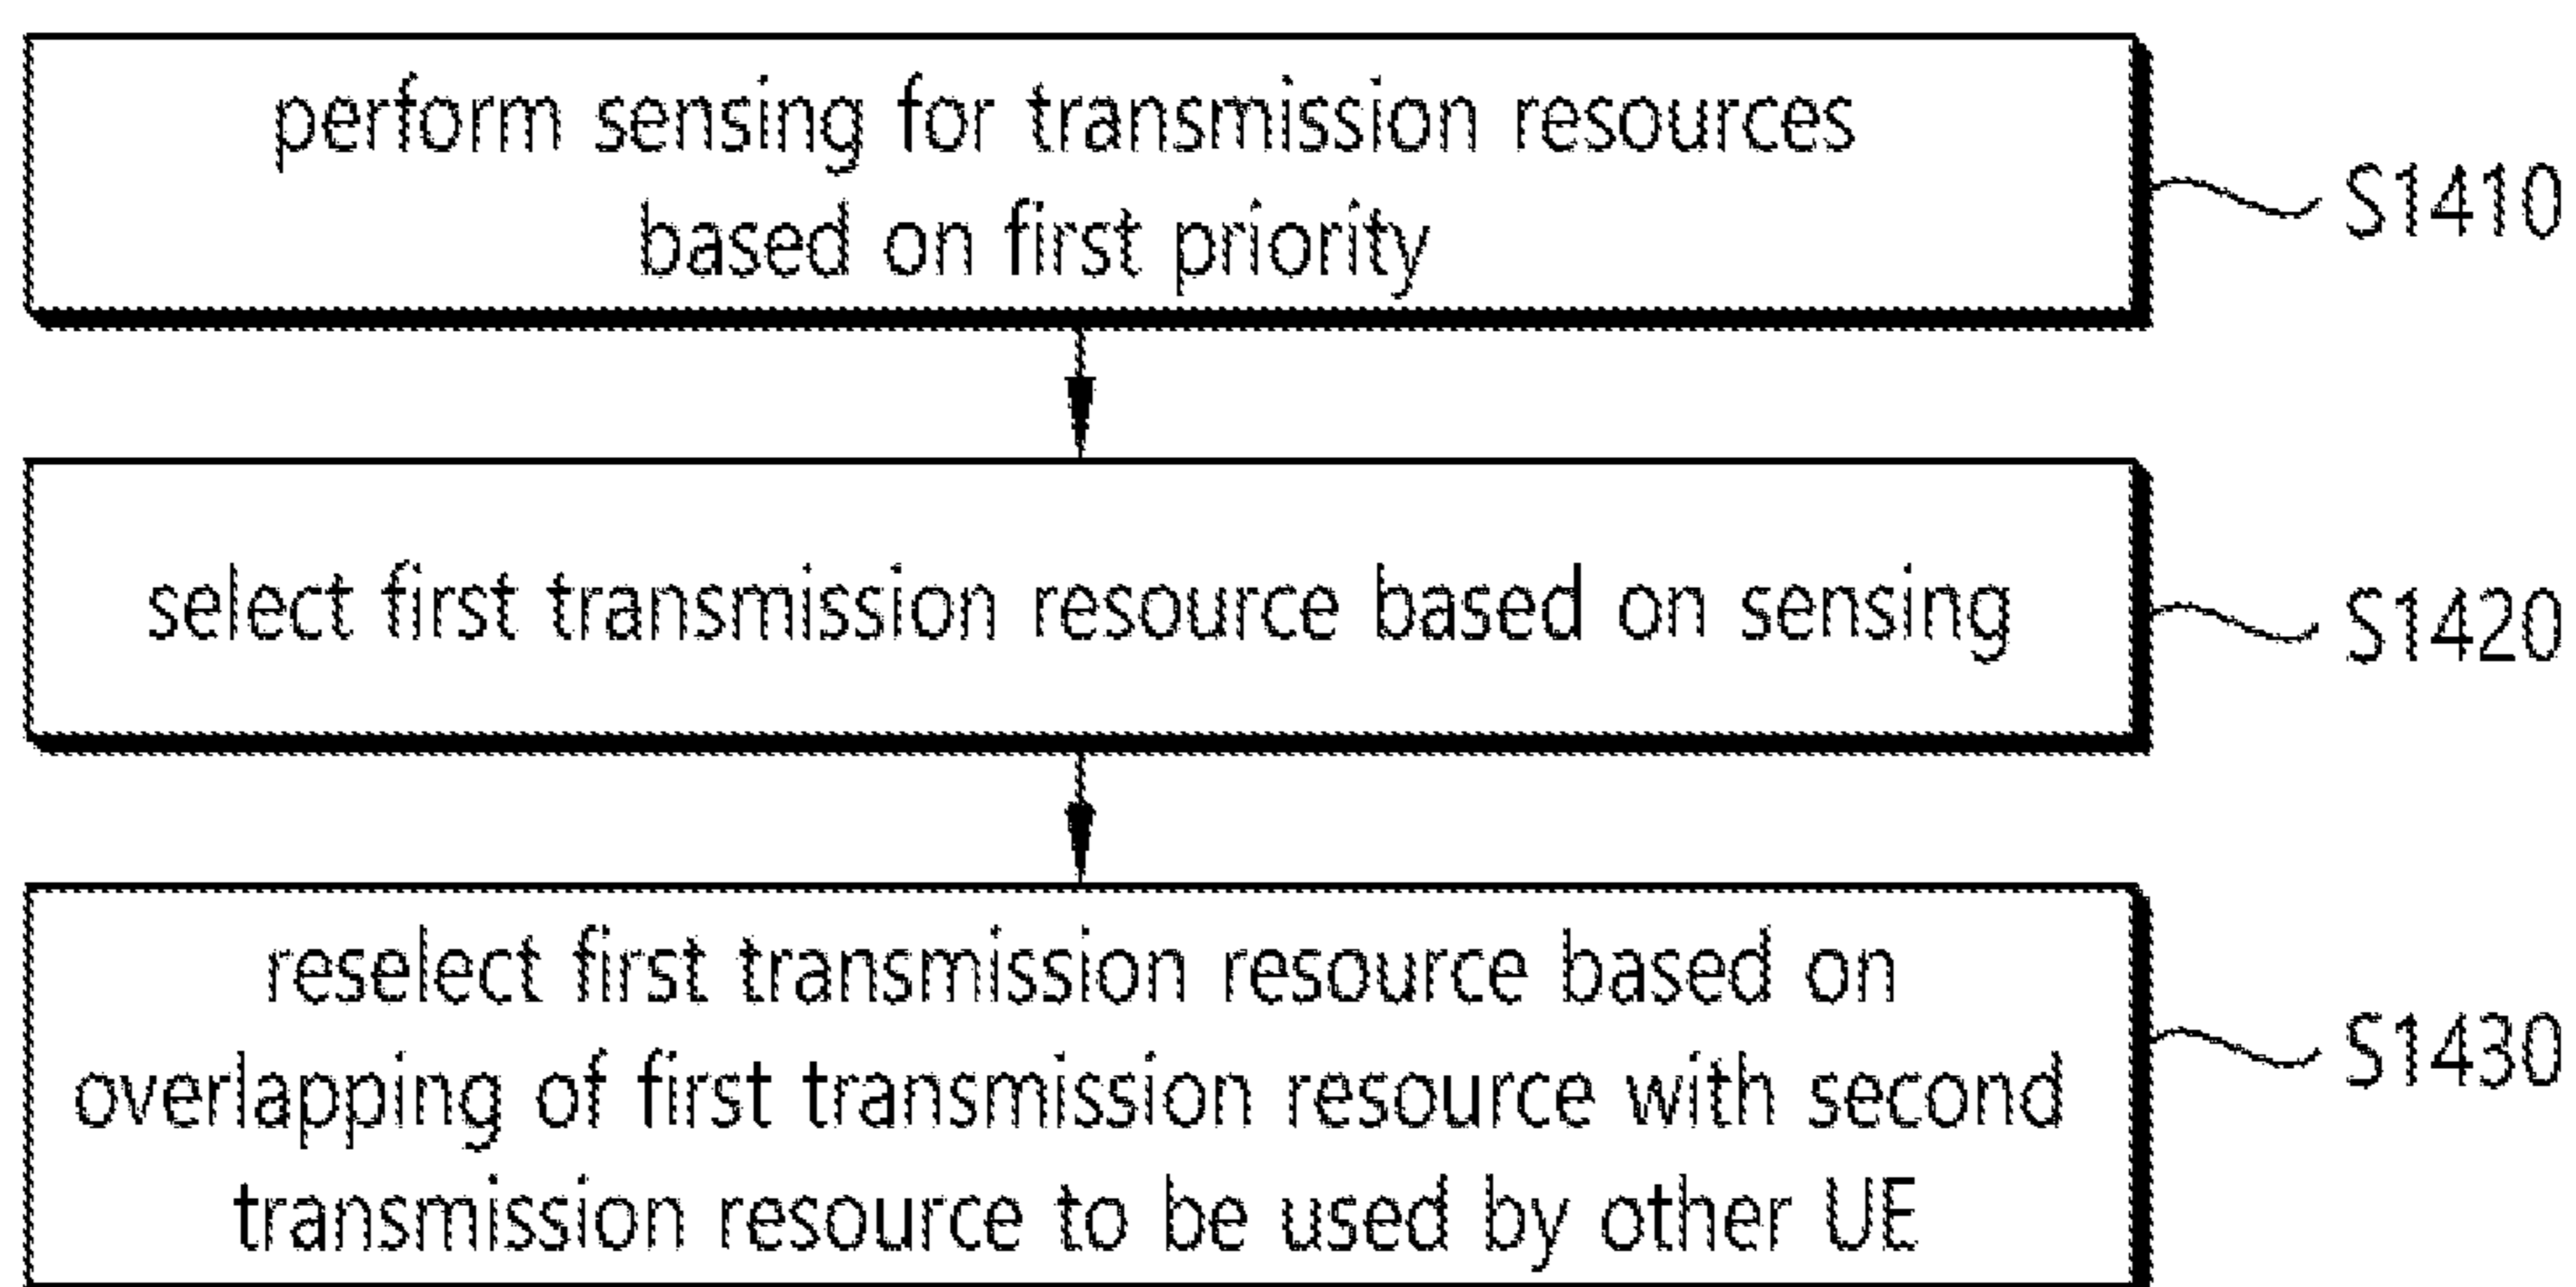 perform sensing for transmission resources
based on first priority
S1410
select first transmission resource based on sensing
S1420
reselect first transmission resource based on
overlapping of first transmission resource with second
transmission resource to be used by other UE
S1430